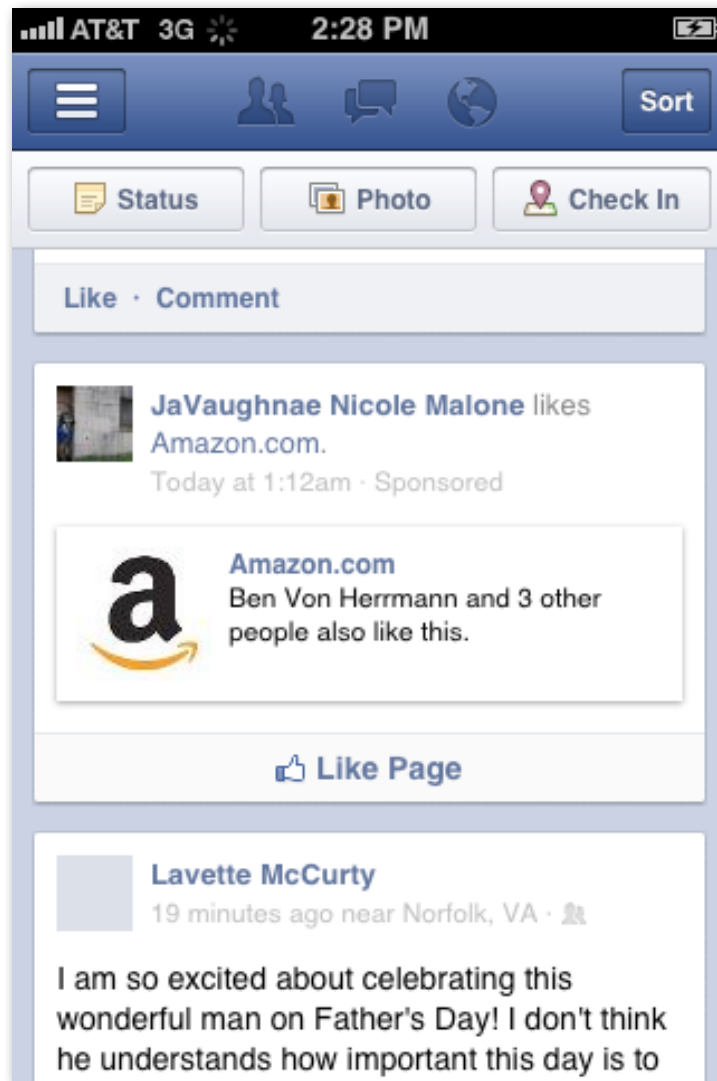 AT&T 3G 2:28 PM
Sort
Status Photo Check In
Like · Comment
JaVaughnae Nicole Malone likes
Amazon.com.
Today at 1:12am · Sponsored
a
Amazon.com
Ben Von Herrmann and 3 other
people also like this.
Like Page
Lavette McCurty
19 minutes ago near Norfolk, VA ·
I am so excited about celebrating this
wonderful man on Father's Day! I don't think
he understands how important this day is to